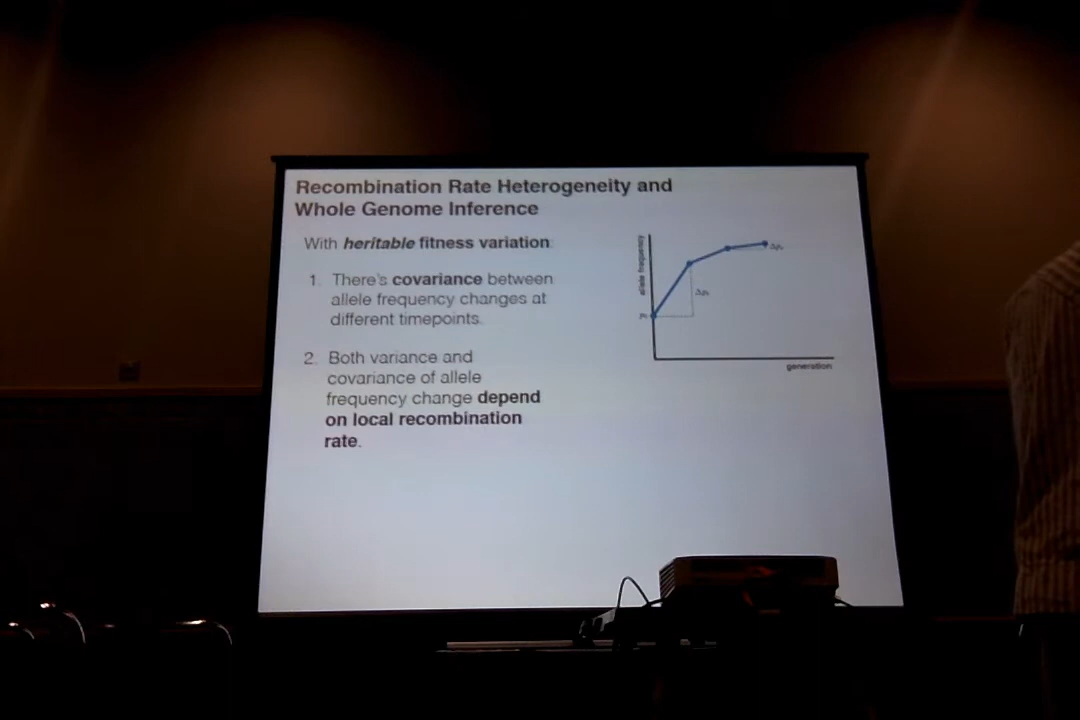 Recombination Rate Heterogeneity and
Whole Genome Inference
With heritable fitness variation:
1. There's covariance between
allele frequency changes at
different timepoints.
2. Both variance and
covariance of allele
frequency change depend
on local recombination
rate.
allele frequency
generation